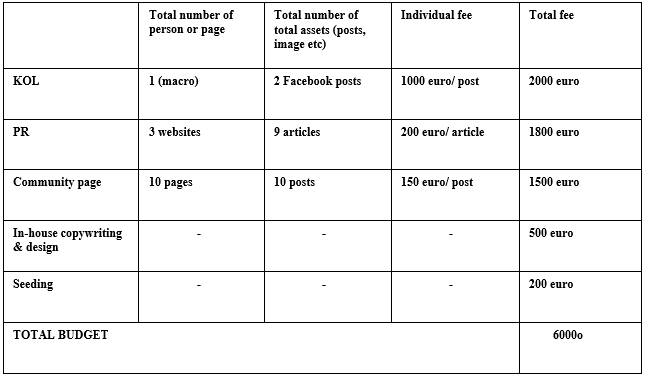 Total number of person or page
Total number of total assets (posts, image etc)
Individual fee
Total fee
KOL
1 (macro)
2 Facebook posts
1000 euro/ post
2000 euro
PR
3 websites
9 articles
200 euro/ article
1800 euro
Community page
10 pages
10 posts
150 euro/ post
1500 euro
In-house copywriting & design
-
-
-
500 euro
Seeding
-
-
-
200 euro
TOTAL BUDGET
6000o